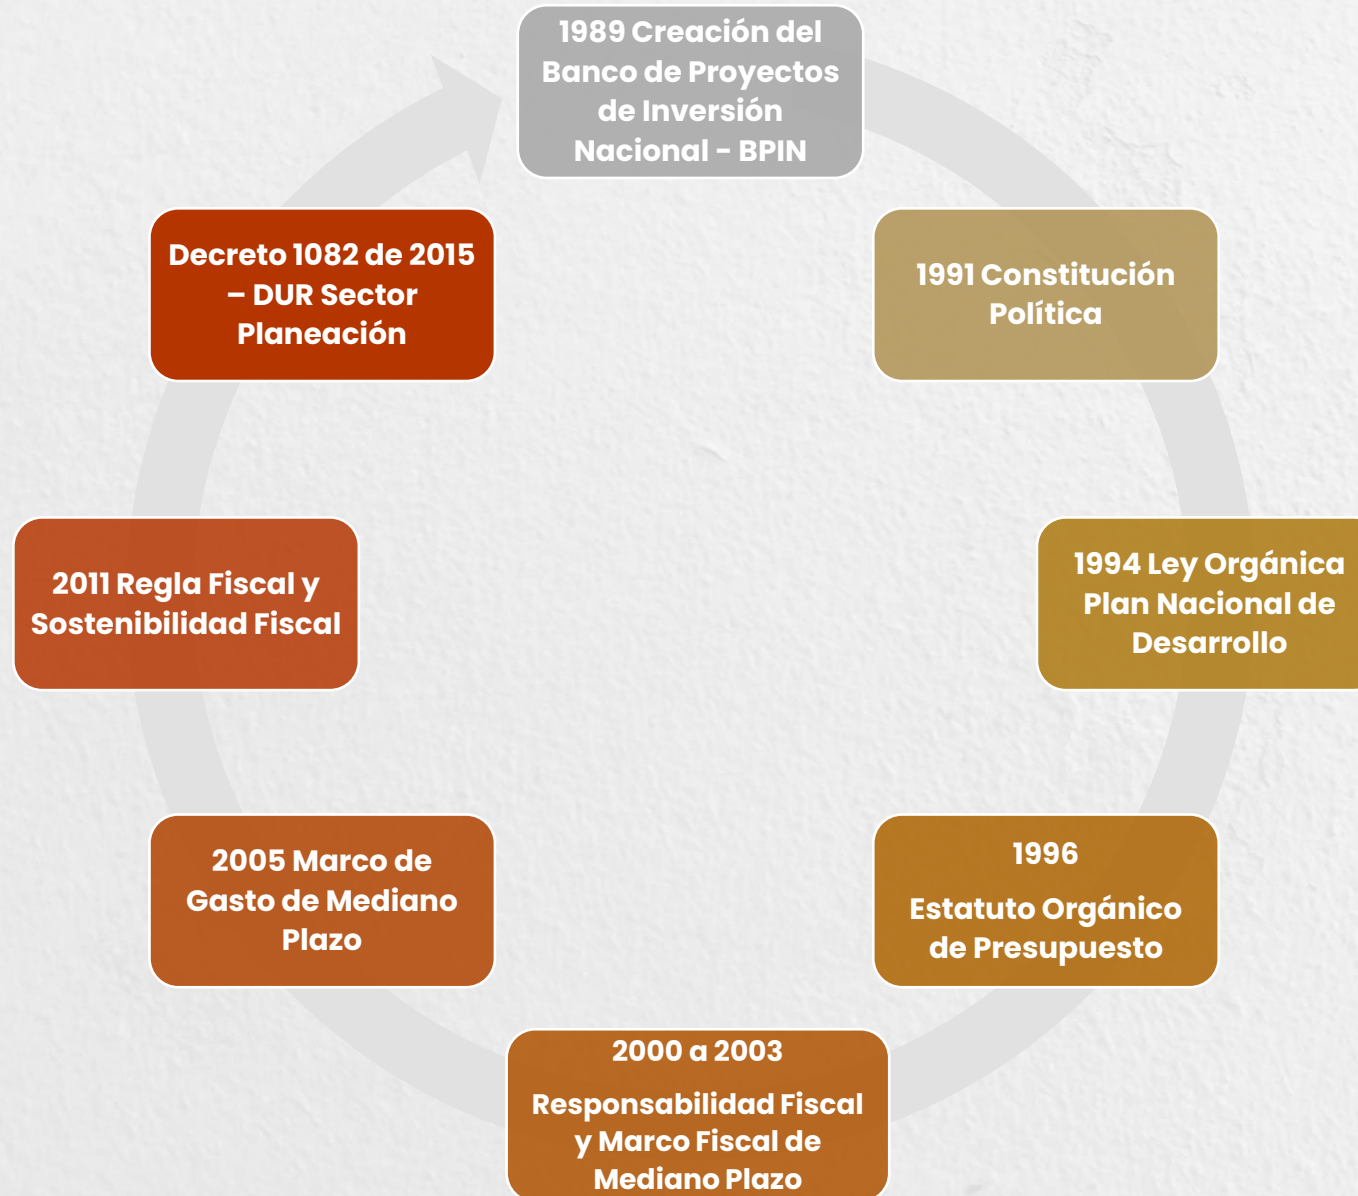 1989 Creación del
Banco de Proyectos
de Inversión
Nacional - BPIN
1991 Constitución
Política
1994 Ley Orgánica
Plan Nacional de
Desarrollo
1996
Estatuto Orgánico
de Presupuesto
2000 a 2003
Responsabilidad Fiscal
y Marco Fiscal de
Mediano Plazo
2005 Marco de
Gasto de Mediano
Plazo
2011 Regla Fiscal y
Sostenibilidad Fiscal
Decreto 1082 de 2015
– DUR Sector
Planeación